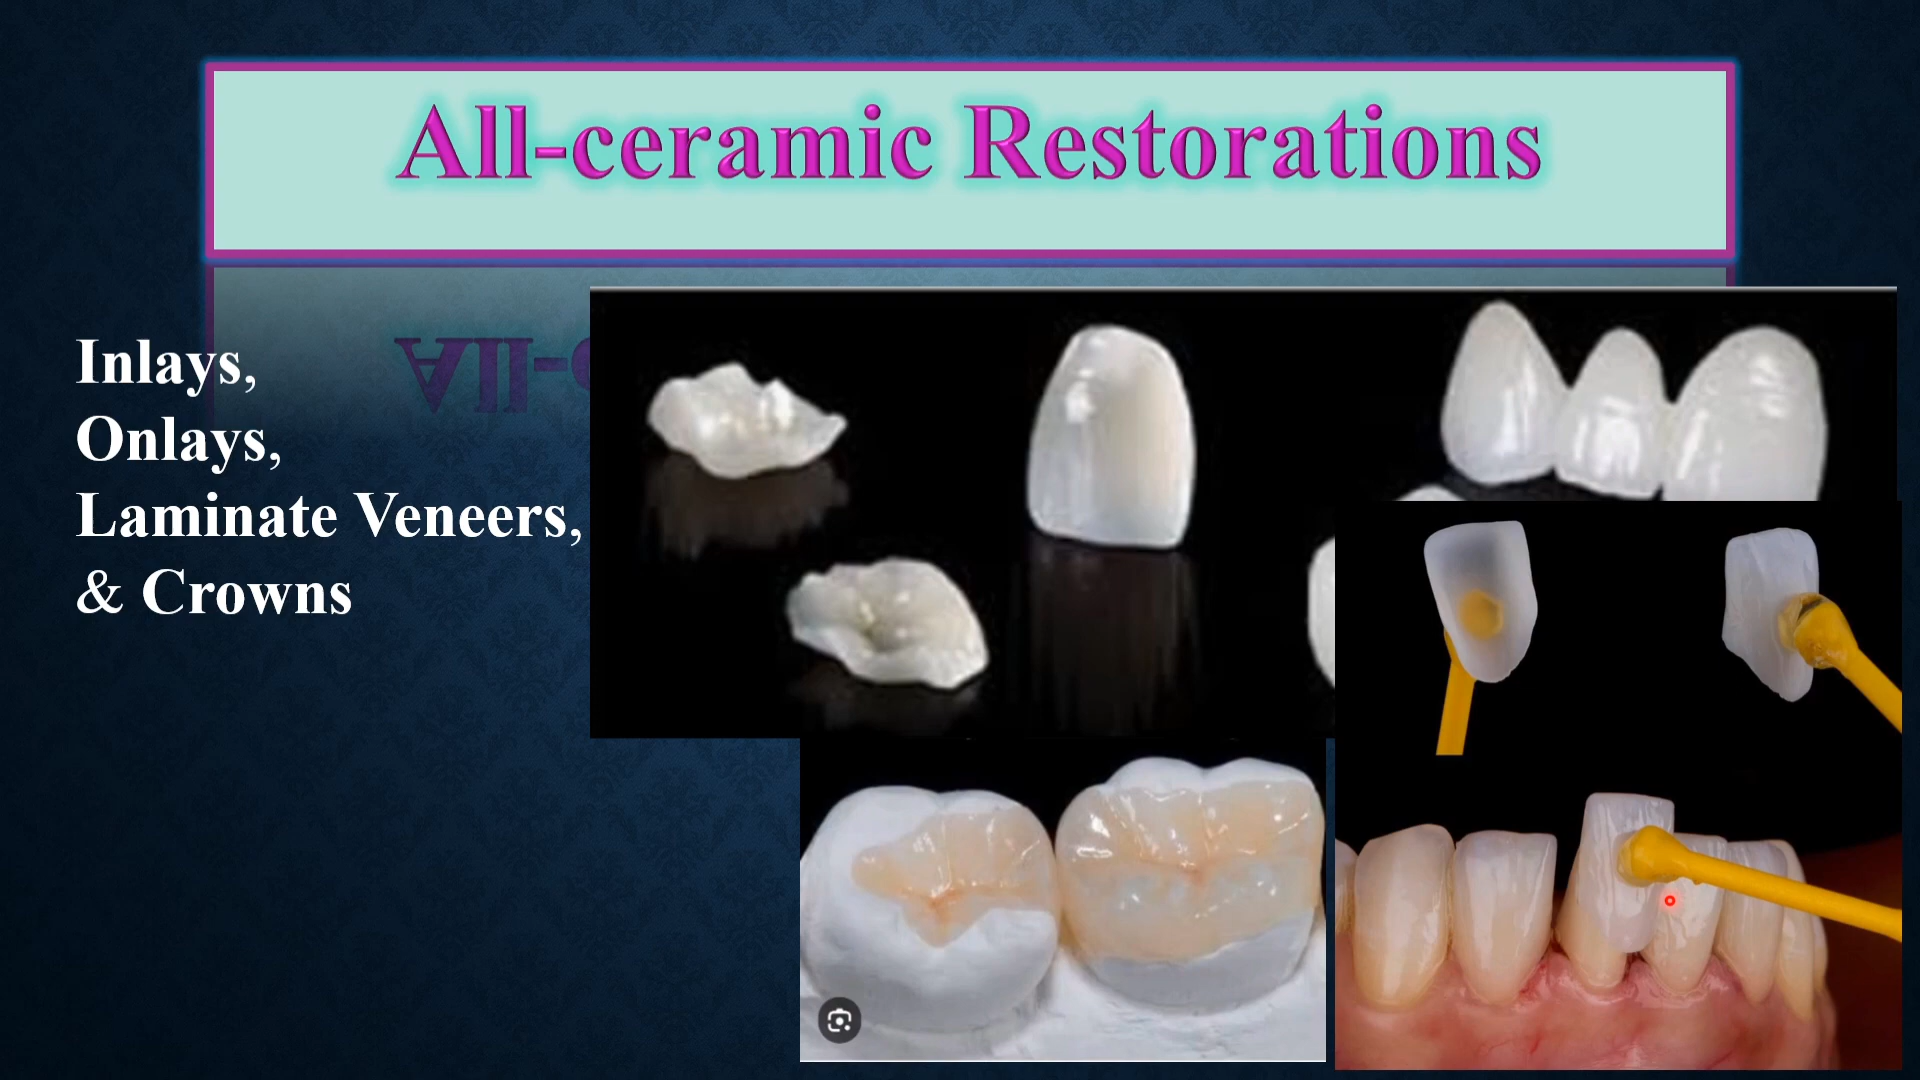 All-ceramic Restorations
Inlays,
Onlays,
Laminate Veneers,
& Crowns